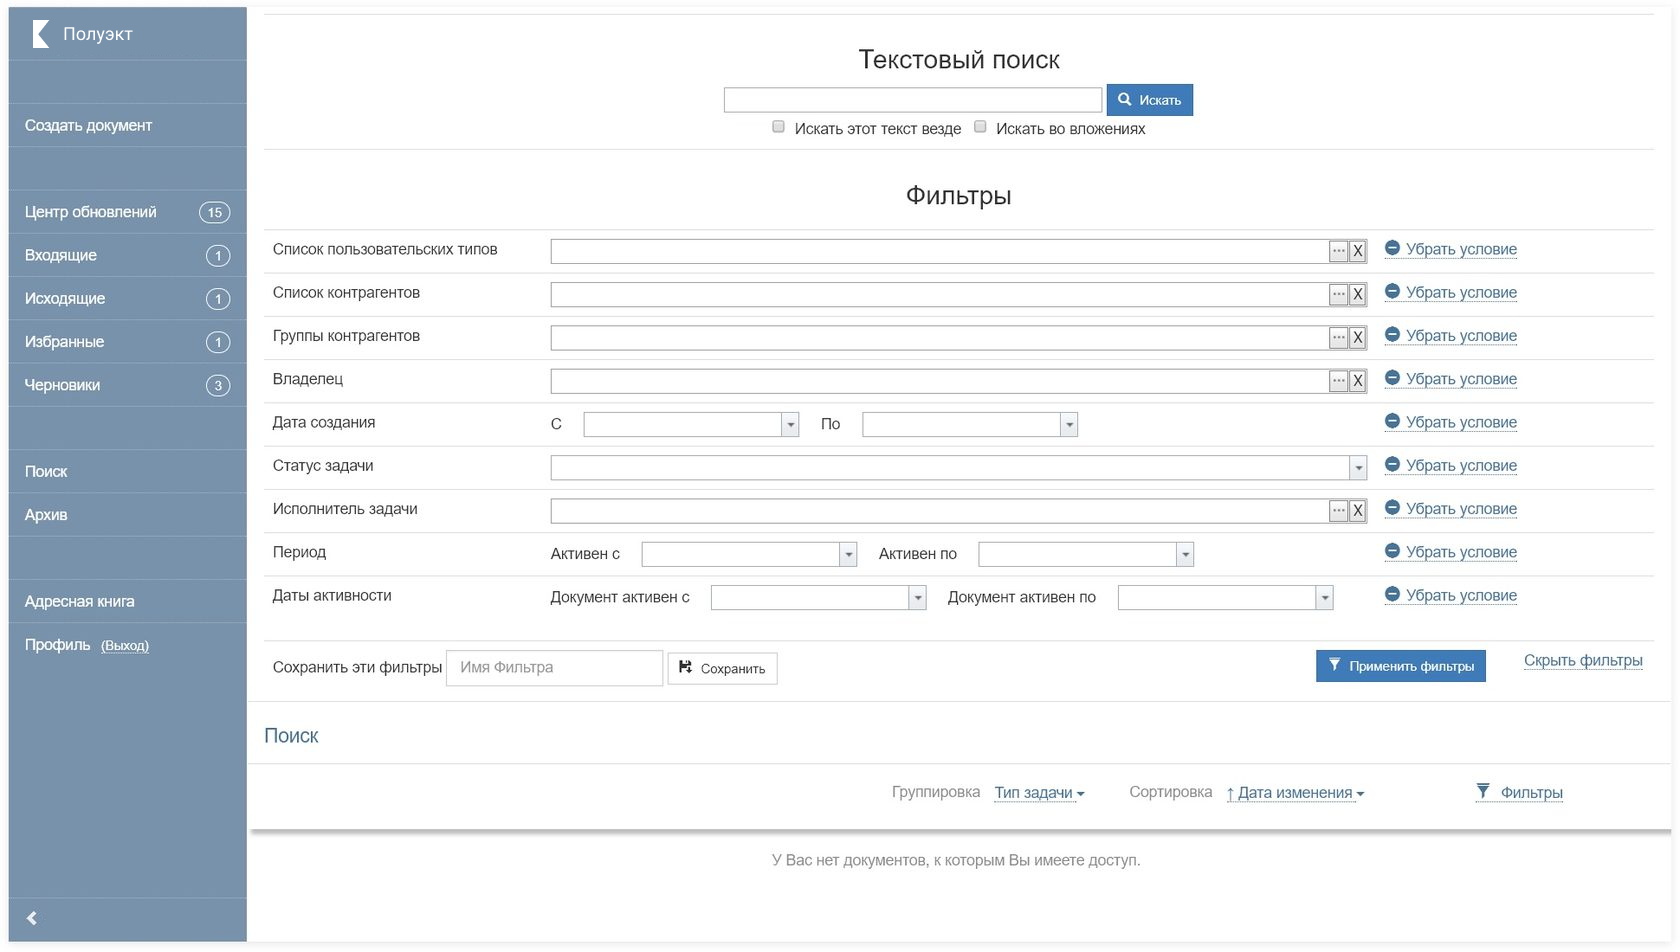 Полуэкт
Создать документ
Центр обновлений 15
Входящие 1
Исходящие 1
Избранные 1
Черновики 3
Поиск
Архив
Адресная книга
Профиль (Выход)
Текстовый поиск
Искать
Искать этот текст везде Искать во вложениях
Фильтры
Список пользовательских типов ... X Убрать условие
Список контрагентов ... X Убрать условие
Группы контрагентов ... X Убрать условие
Владелец ... X Убрать условие
Дата создания С По Убрать условие
Статус задачи Убрать условие
Исполнитель задачи ... X Убрать условие
Период Активен с Активен по Убрать условие
Даты активности Документ активен с Документ активен по Убрать условие
Сохранить эти фильтры Имя Фильтра Сохранить Применить фильтры Скрыть фильтры
Поиск
Группировка Тип задачи Сортировка ↑ Дата изменения Фильтры
У Вас нет документов, к которым Вы имеете доступ.